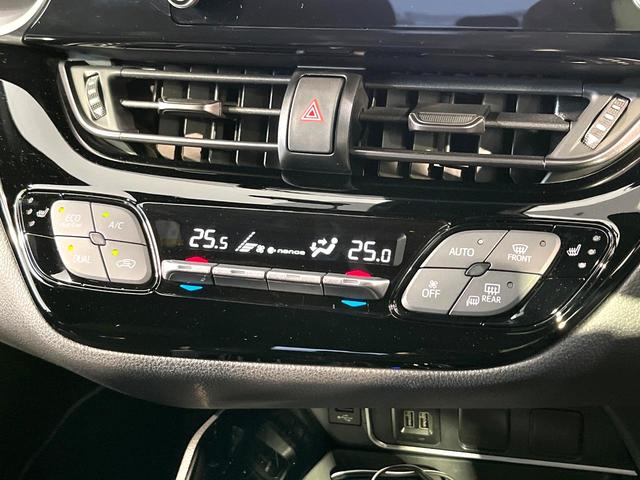 ECO
A/C
DUAL
25.5
nanoe
25.0
AUTO
FRONT
OFF
REAR